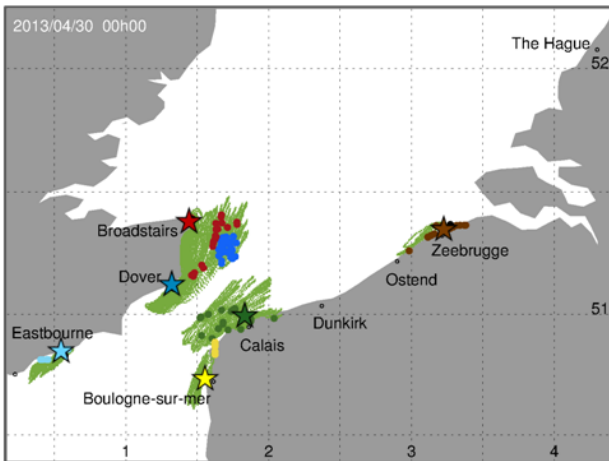 2013/04/30 00h00
The Hague
52
Broadstairs
Zeebrugge
Dover
Ostend
51
Dunkirk
Eastbourne
Calais
Boulogne-sur-mer
1
2
3
4